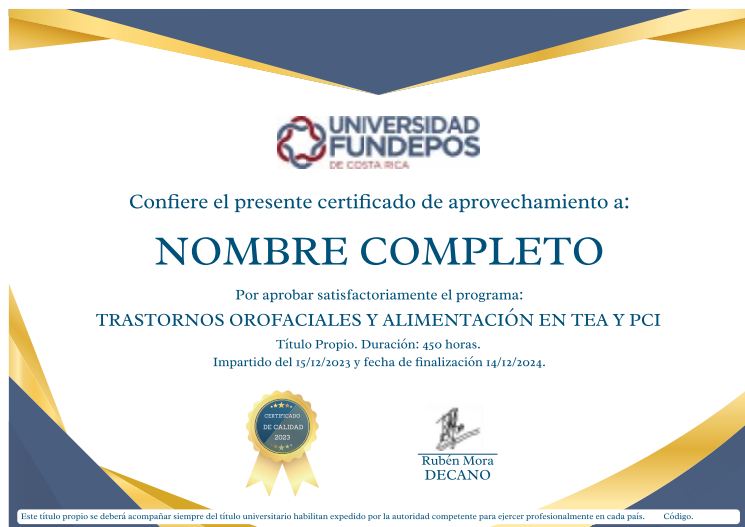 UNIVERSIDAD
FUNDEPOS
DE COSTA RICA
Confiere el presente certificado de aprovechamiento a:
NOMBRE COMPLETO
Por aprobar satisfactoriamente el programa:
TRASTORNOS OROFACIALES Y ALIMENTACIÓN EN TEA Y PCI
Título Propio. Duración: 450 horas.
Impartido del 15/12/2023 y fecha de finalización 14/12/2024.
CERTIFICADO
DE CALIDAD
2023
Rubén Mora
DECANO
Este título propio se deberá acompañar siempre del título universitario habilitan expedido por la autoridad competente para ejercer profesionalmente en cada país. Código.